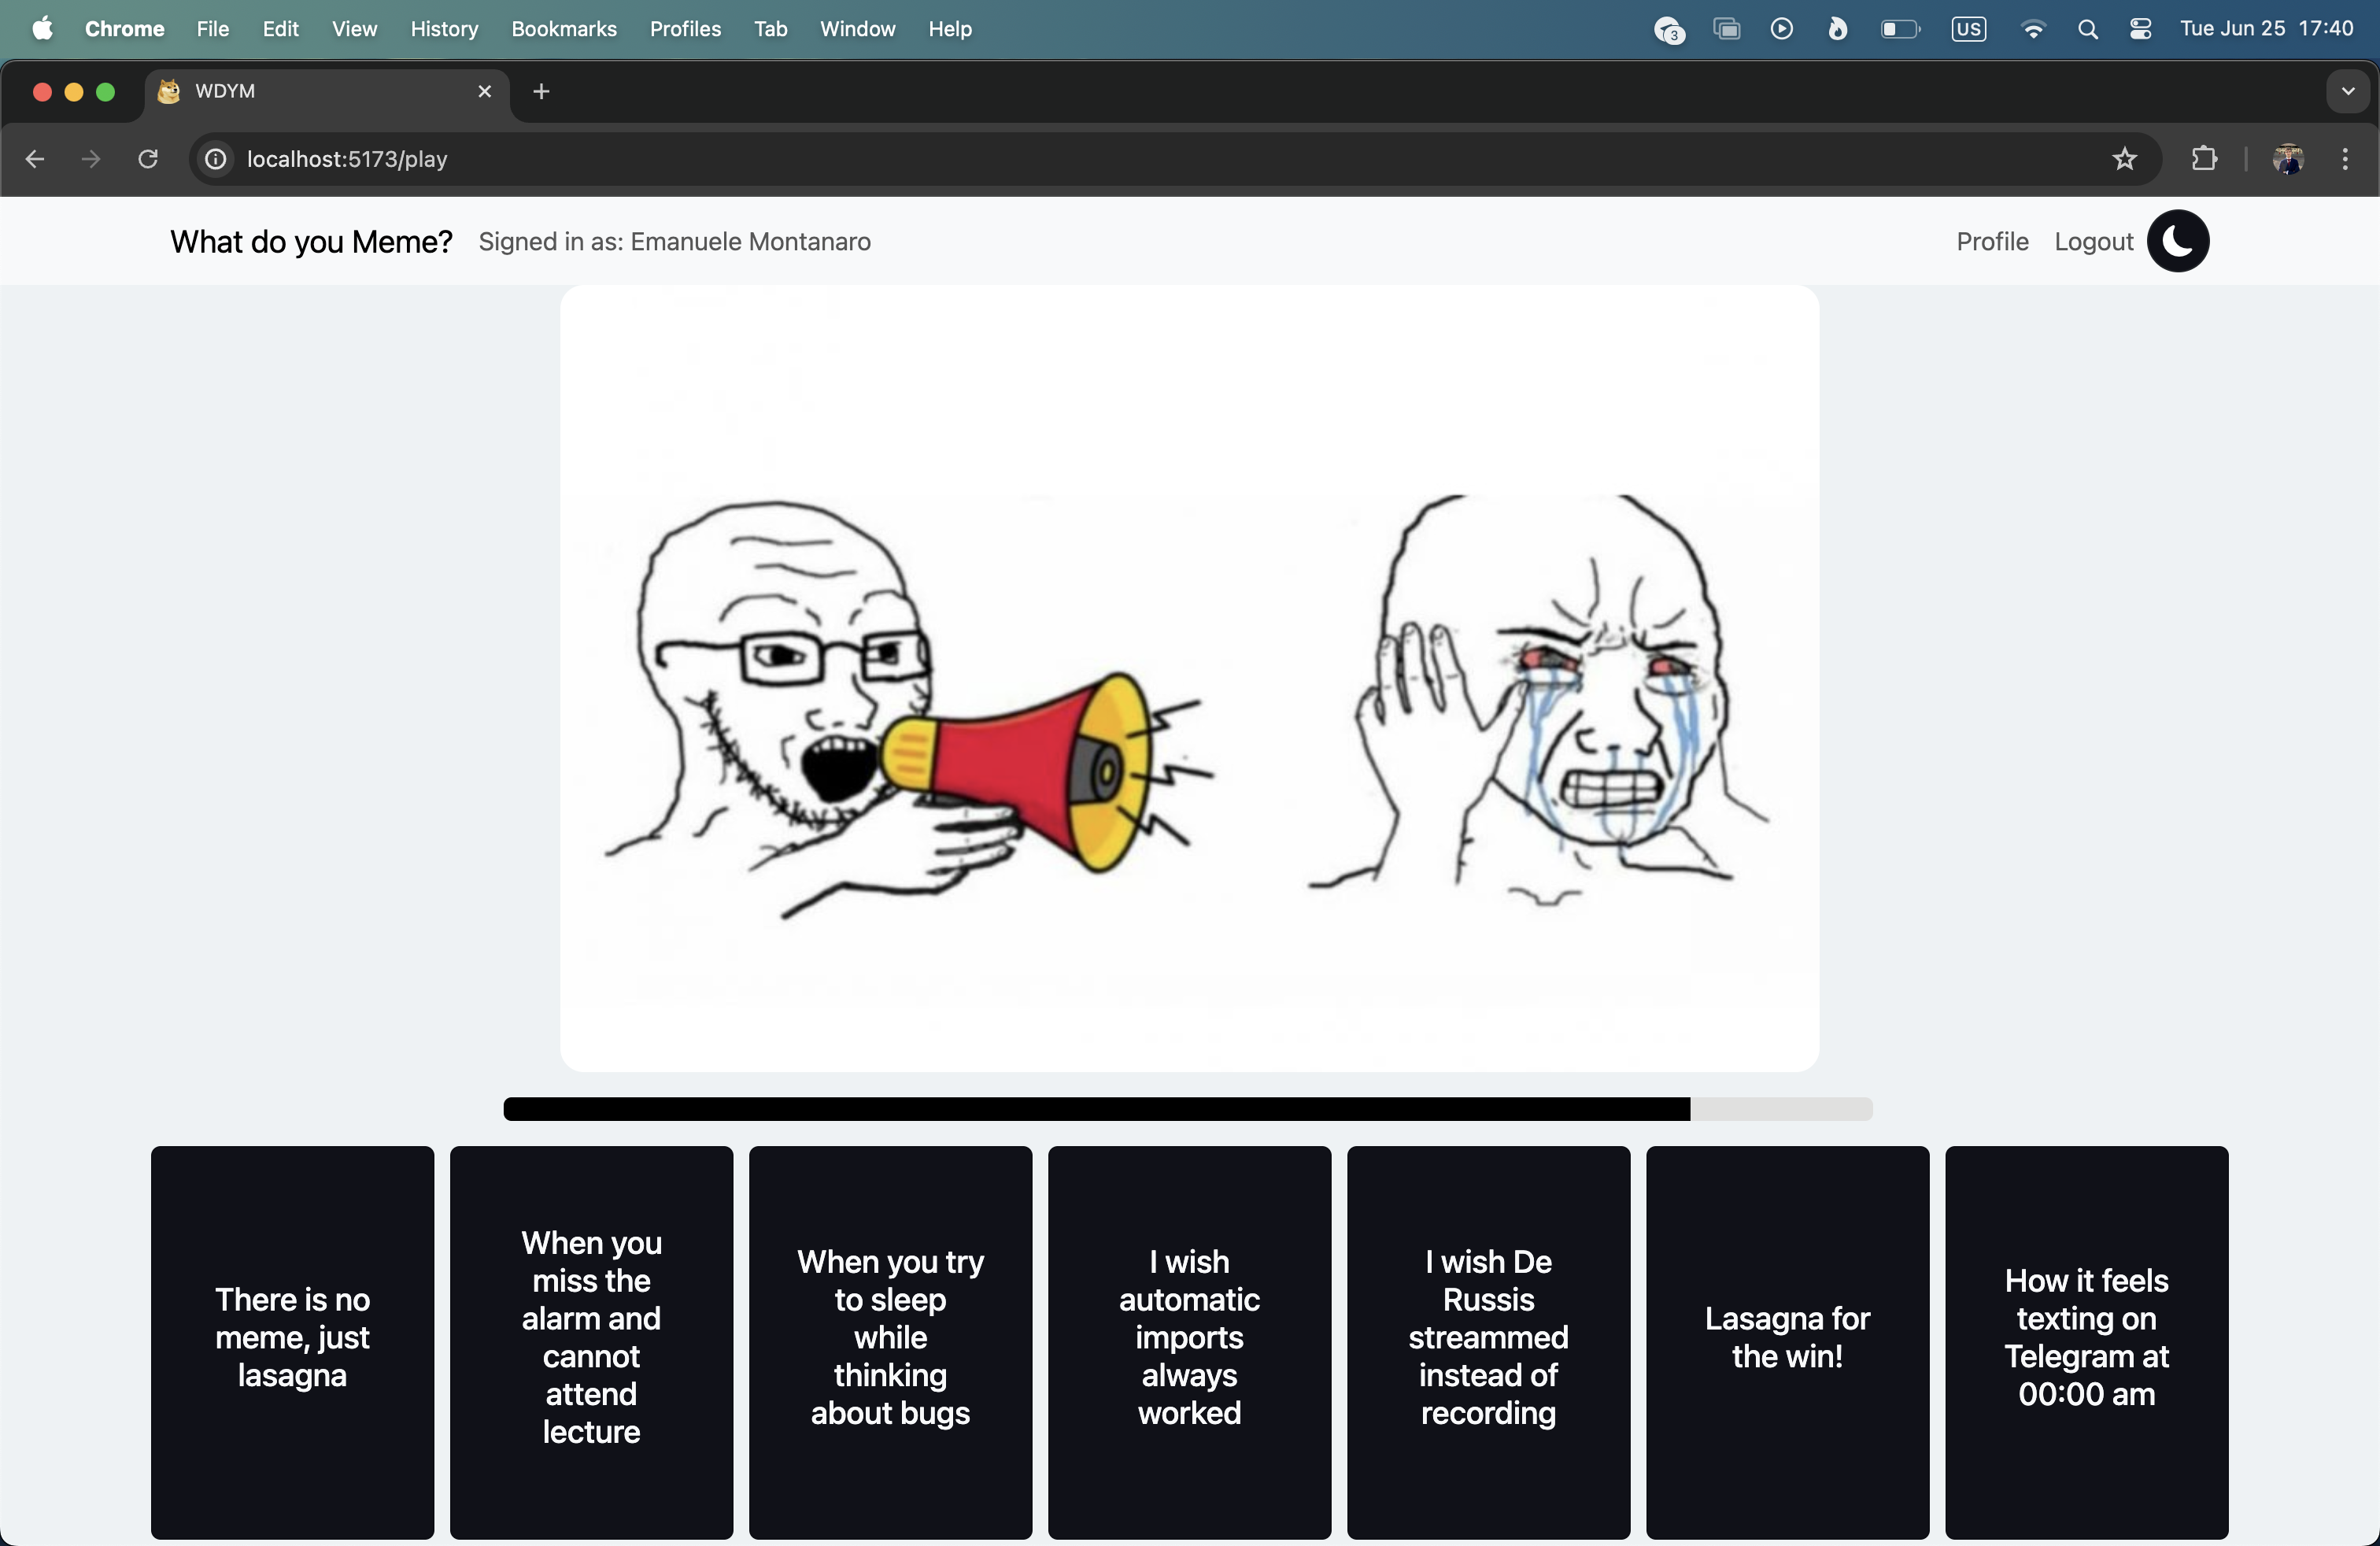 Chrome File Edit View History Bookmarks Profiles Tab Window Help 3 US Tue Jun 25 17:40
WDYM
localhost:5173/play
What do you Meme? Signed in as: Emanuele Montanaro Profile Logout
There is no
meme, just
lasagna
When you
miss the
alarm and
cannot
attend
lecture
When you try
to sleep
while
thinking
about bugs
I wish
automatic
imports
always
worked
I wish De
Russis
streammed
instead of
recording
Lasagna for
the win!
How it feels
texting on
Telegram at
00:00 am